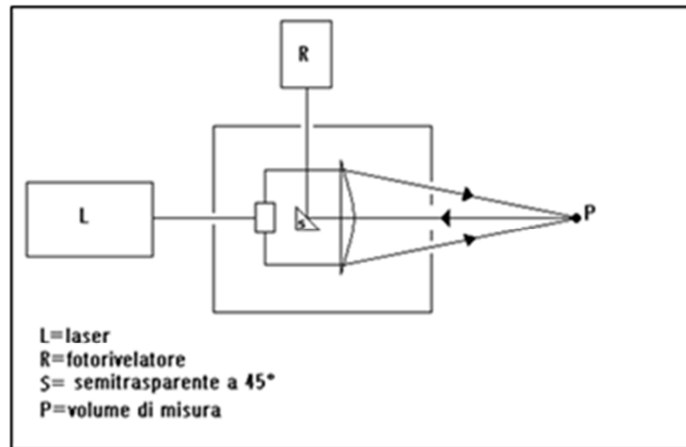 R
L
S
P
L=laser
R=fotorivelatore
S= semitrasparente a 45°
P=volume di misura